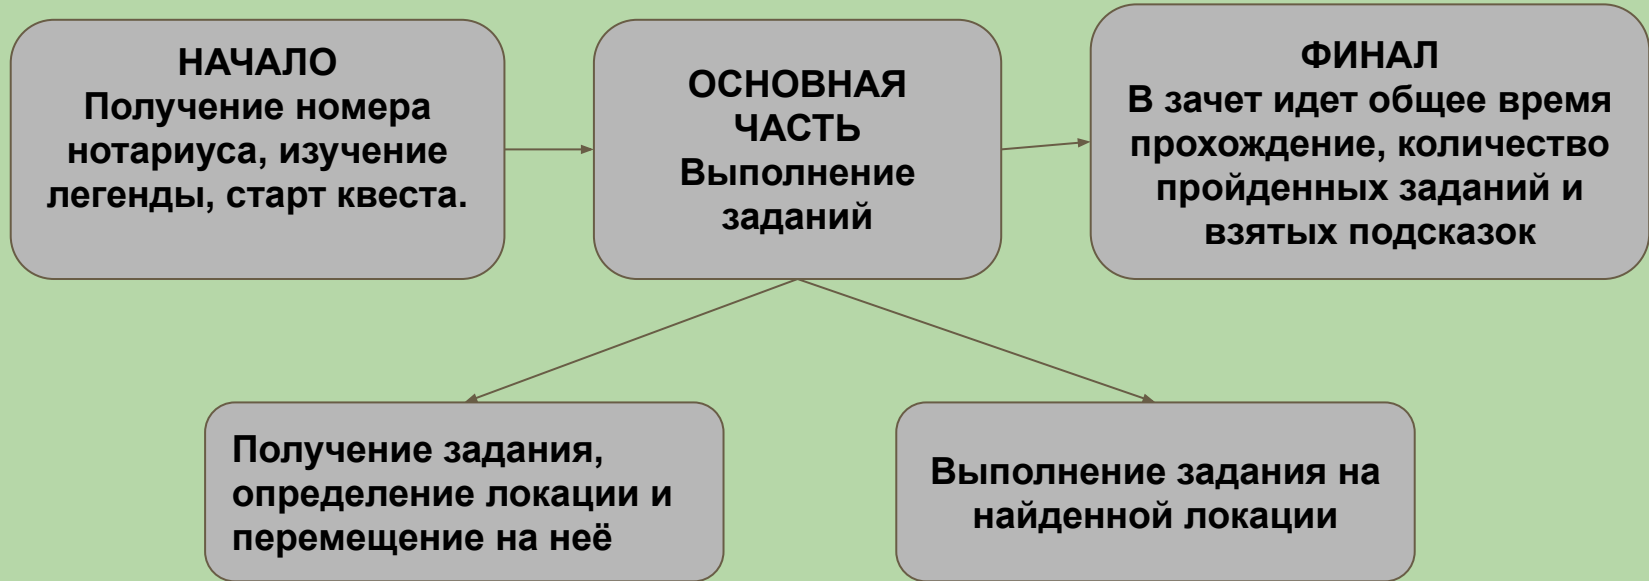 НАЧАЛО
Получение номера
нотариуса, изучение
легенды, старт квеста.
ОСНОВНАЯ
ЧАСТЬ
Выполнение
заданий
ФИНАЛ
В зачет идет общее время
прохождение, количество
пройденных заданий и
взятых подсказок
Получение задания,
определение локации и
перемещение на неё
Выполнение задания на
найденной локации